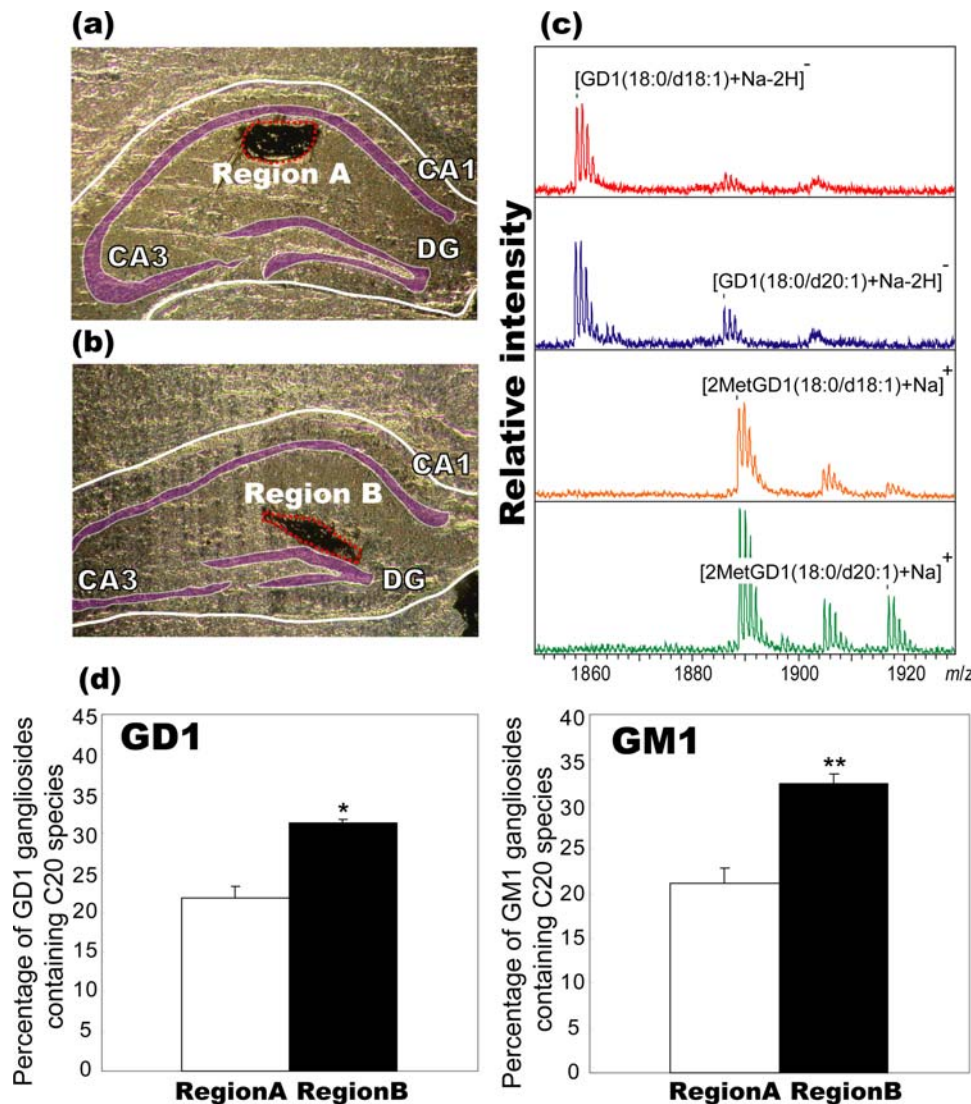 (a)
CA1
Region A
CA3
DG
(b)
CA1
Region B
CA3
DG
(c)
Relative intensity
[GD1(18:0/d18:1)+Na-2H]⁻
[GD1(18:0/d20:1)+Na-2H]⁻
[2MetGD1(18:0/d18:1)+Na]⁺
[2MetGD1(18:0/d20:1)+Na]⁺
1860 1880 1900 1920 m/z
(d)
GD1
Percentage of GD1 gangliosides
containing C20 species
45
40
35
30
25
20
15
10
5
0
*
RegionA RegionB
GM1
Percentage of GM1 gangliosides
containing C20 species
40
35
30
25
20
15
10
5
0
**
RegionA RegionB